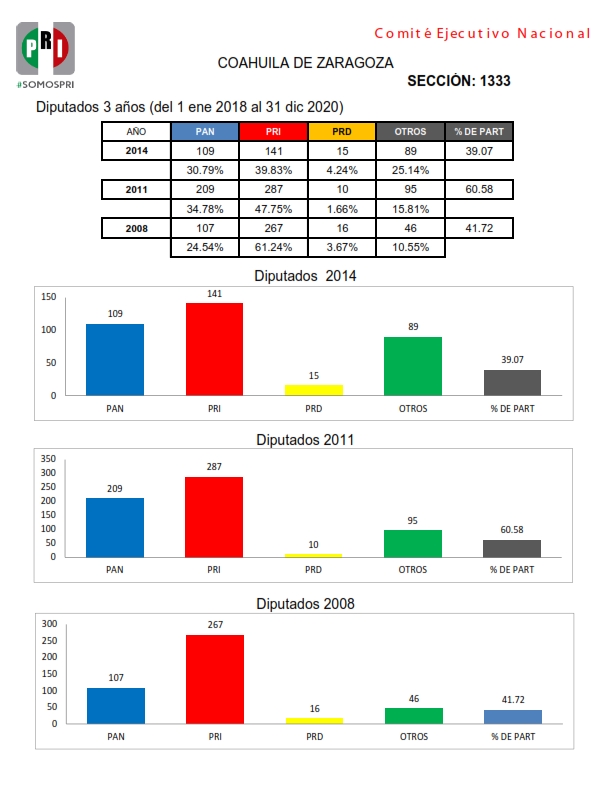 Comité Ejecutivo Nacional
PRI
#SOMOSPRI
COAHUILA DE ZARAGOZA
SECCIÓN: 1333
Diputados 3 años (del 1 ene 2018 al 31 dic 2020)
AÑO PAN PRI PRD OTROS % DE PART
2014 109 141 15 89 39.07
30.79% 39.83% 4.24% 25.14%
2011 209 287 10 95 60.58
34.78% 47.75% 1.66% 15.81%
2008 107 267 16 46 41.72
24.54% 61.24% 3.67% 10.55%
Diputados 2014
150
100
50
0
109 141 15 89 39.07
PAN PRI PRD OTROS % DE PART
Diputados 2011
350
300
250
200
150
100
50
0
209 287 10 95 60.58
PAN PRI PRD OTROS % DE PART
Diputados 2008
300
250
200
150
100
50
0
107 267 16 46 41.72
PAN PRI PRD OTROS % DE PART